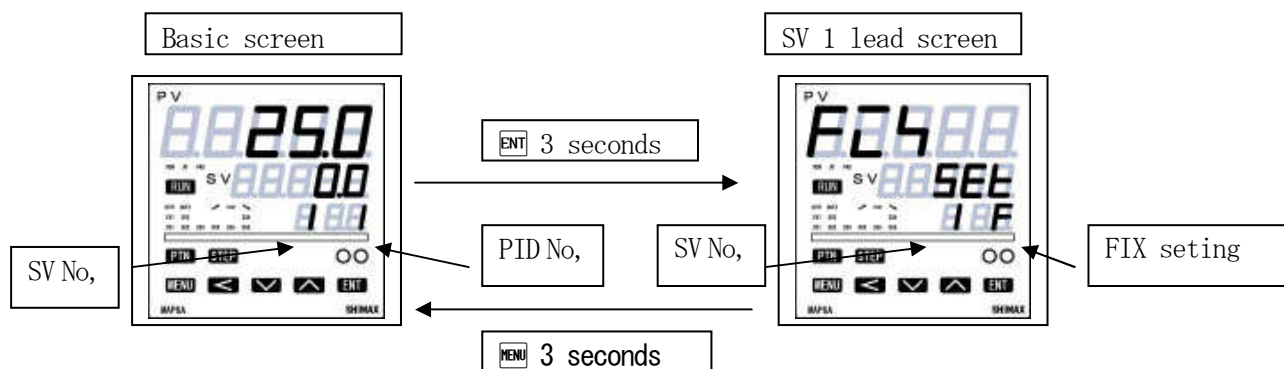 Basic screen
SV 1 lead screen
PV
25.0
RUN
SV
0.0
1 1
PTN STEP
MENU ENT
SHIMAX
ENT 3 seconds
PV
F_4
RUN
SV
SEt
1 F
PTN STEP
MENU ENT
SHIMAX
SV No,
PID No,
SV No,
FIX seting
MENU 3 seconds